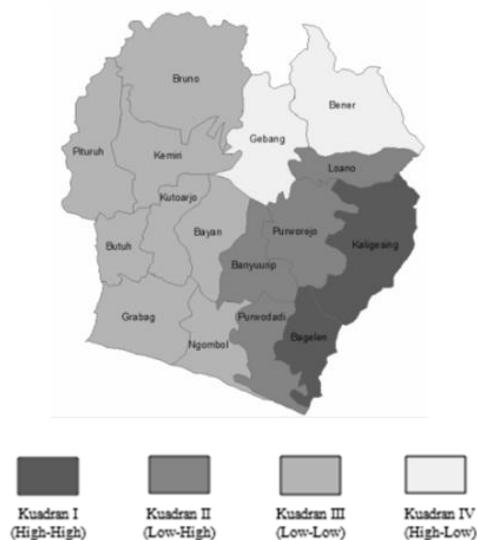 Bruno
Bener
Gebang
Pituruh
Kemiri
Loano
Kutoarjo
Bayan
Purworejo
Kaligesing
Butuh
Banyuurip
Grabag
Purwodadi
Ngombol
Bagelen
Kuadran I
(High-High)
Kuadran II
(Low-High)
Kuadran III
(Low-Low)
Kuadran IV
(High-Low)